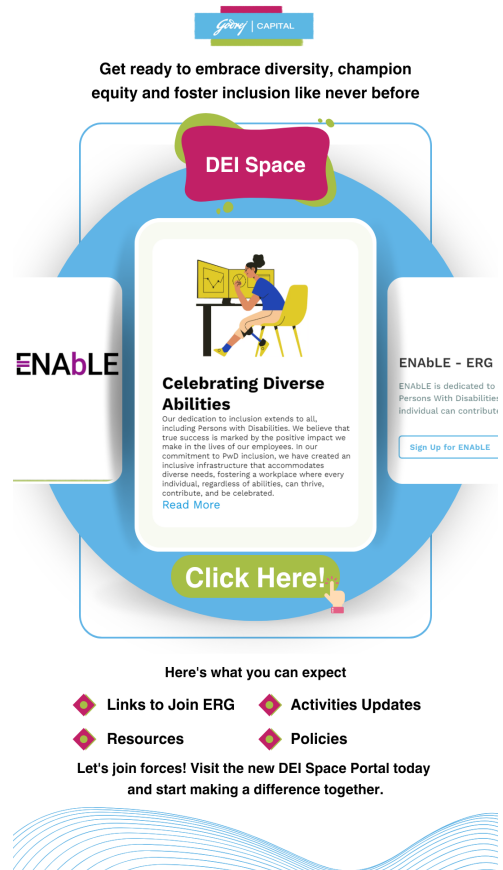 Godrej | CAPITAL
Get ready to embrace diversity, champion
equity and foster inclusion like never before
DEI Space
ENAbLE
Celebrating Diverse
Abilities
Our dedication to inclusion extends to all,
including Persons with Disabilities. We believe that
true success is marked by the positive impact we
make in the lives of our employees. In our
commitment to PwD inclusion, we have created an
inclusive infrastructure that accommodates
diverse needs, fostering a workplace where every
individual, regardless of abilities, can thrive,
contribute, and be celebrated.
Read More
ENAbLE - ERG
ENAbLE is dedicated to
Persons With Disabilities
individual can contribut
Sign Up for ENAbLE
Click Here!
Here's what you can expect
Links to Join ERG
Activities Updates
Resources
Policies
Let's join forces! Visit the new DEI Space Portal today
and start making a difference together.